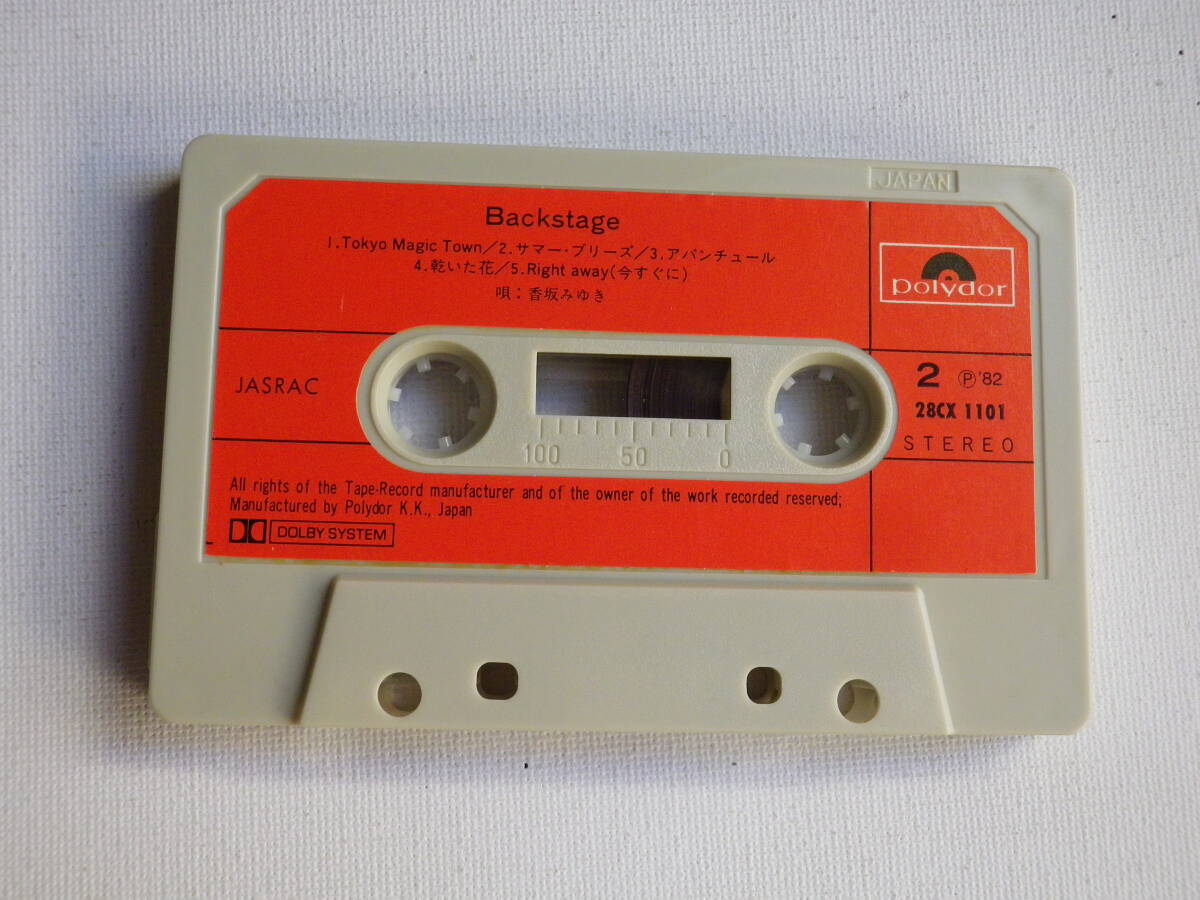 JAPAN
Backstage
1.Tokyo Magic Town／2.サマー・ブリーズ／3.アバンチュール
4.乾いた花／5.Right away(今すぐに)
唄：香坂みゆき
polydor
JASRAC
2 Ⓟ'82
28CX 1101
STEREO
100 50 0
All rights of the Tape-Record manufacturer and of the owner of the work recorded reserved;
Manufactured by Polydor K.K., Japan
DOLBY SYSTEM